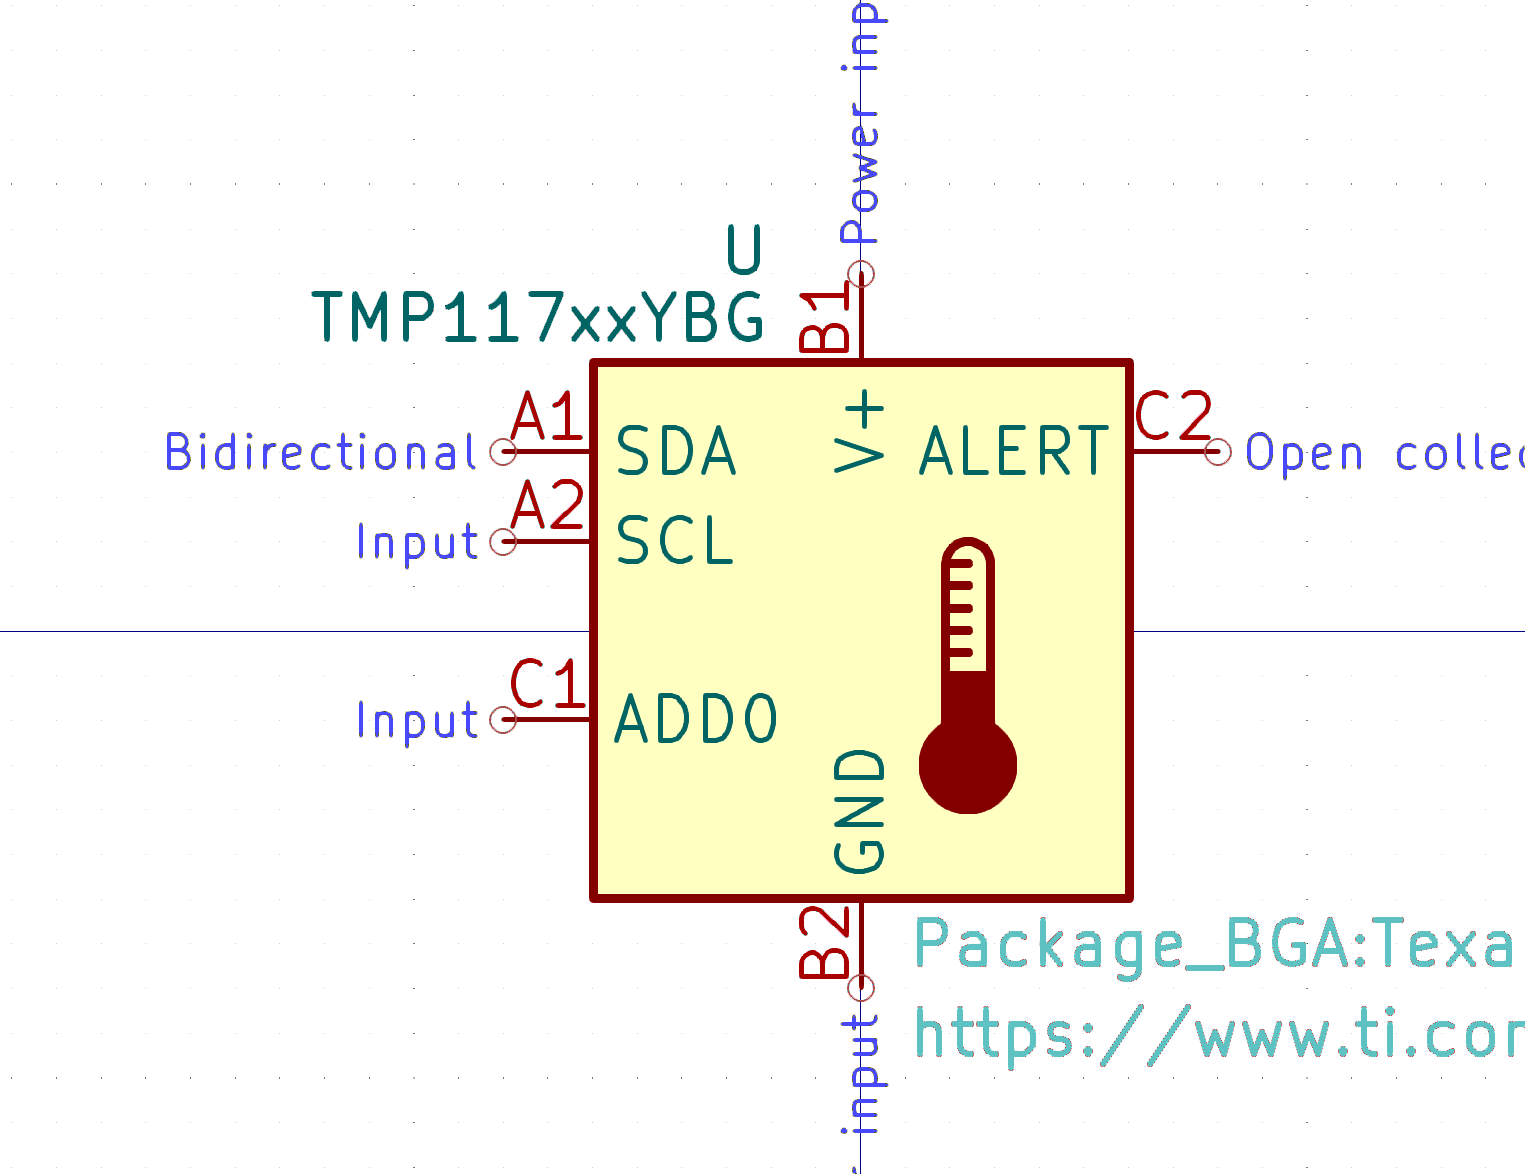 Power inp
U
TMP117xxYBG
B1
A1
C2
Bidirectional
SDA
V+
ALERT
Open collec
A2
Input
SCL
C1
Input
ADD0
GND
B2
Package_BGA:Texa
https://www.ti.co
input